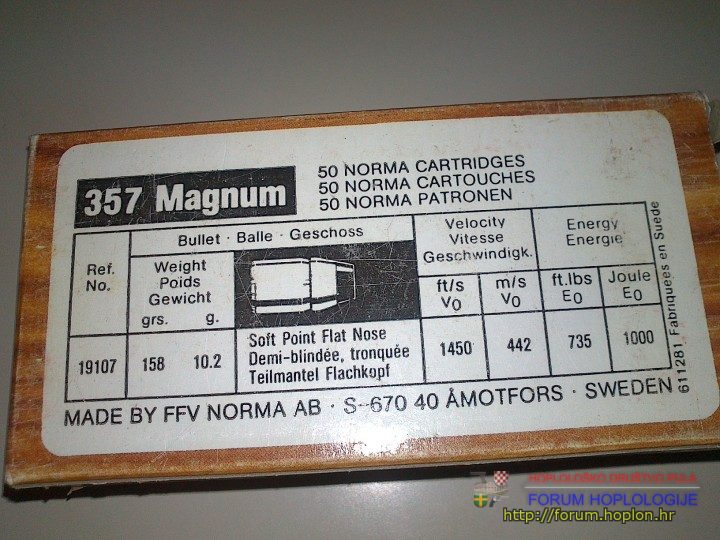 357 Magnum
50 NORMA CARTRIDGES
50 NORMA CARTOUCHES
50 NORMA PATRONEN
Ref. No.
Bullet · Balle · Geschoss
Weight
Poids
Gewicht
grs. g.
Velocity
Vitesse
Geschwindigk.
Energy
Energie
ft/s V0
m/s V0
ft.lbs E0
Joule E0
19107
158
10.2
Soft Point Flat Nose
Demi-blindée, tronquée
Teilmantel Flachkopf
1450
442
735
1000
MADE BY FFV NORMA AB · S-670 40 ÅMOTFORS · SWEDEN
611281 Fabriquees en Suede
HOPLOLOŠKO DRUŠTVO PULA
FORUM HOPLOLOGIJE
http://forum.hoplon.hr